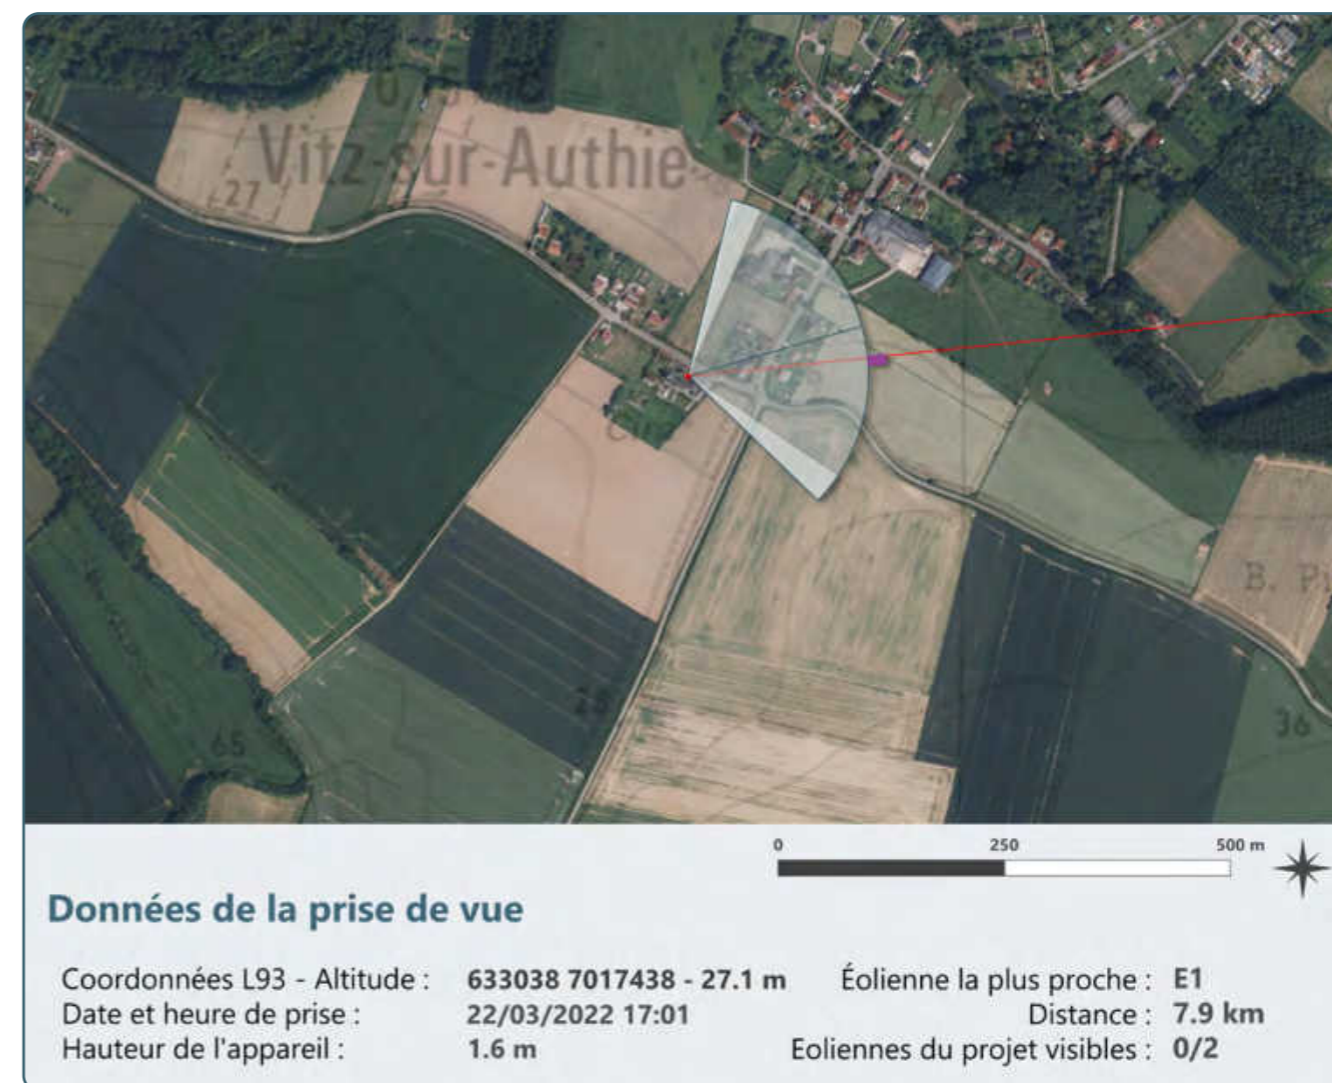 Vitz-sur-Authie
27
65
28
36
B. P
0 250 500 m
Données de la prise de vue
Coordonnées L93 - Altitude : 633038 7017438 - 27.1 m
Éolienne la plus proche : E1
Date et heure de prise : 22/03/2022 17:01
Distance : 7.9 km
Hauteur de l'appareil : 1.6 m
Eoliennes du projet visibles : 0/2